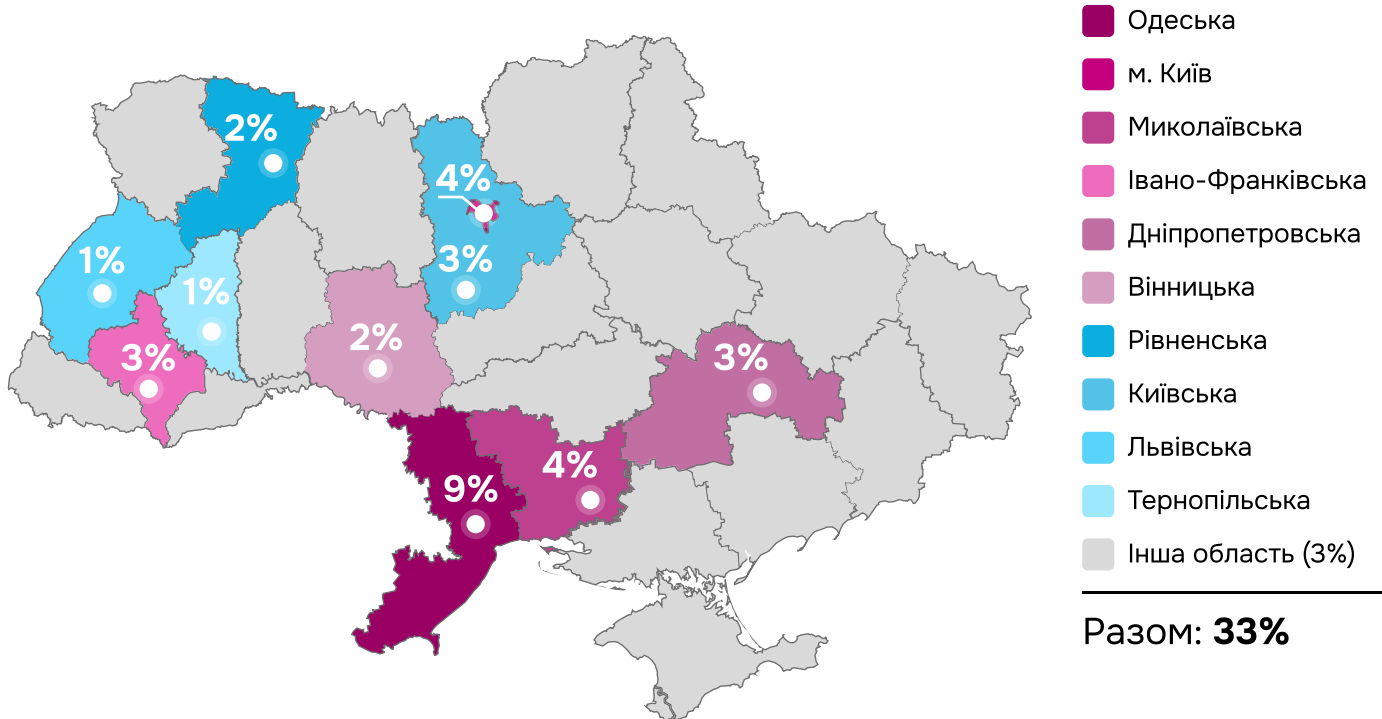 2%
4%
3%
1%
1%
3%
2%
3%
9%
4%
Одеська
м. Київ
Миколаївська
Івано-Франківська
Дніпропетровська
Вінницька
Рівненська
Київська
Львівська
Тернопільська
Інша область (3%)
Разом: 33%